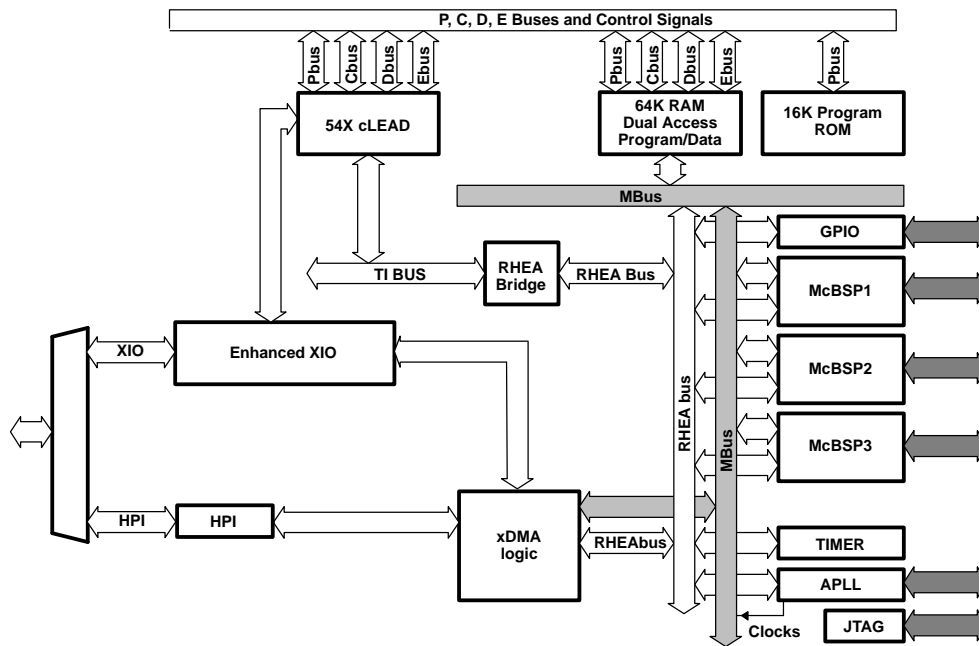 P, C, D, E Buses and Control Signals
Pbus
Cbus
Dbus
Ebus
Pbus
Cbus
Dbus
Ebus
Pbus
54X cLEAD
64K RAM
Dual Access
Program/Data
16K Program
ROM
MBus
GPIO
TI BUS
RHEA
Bridge
RHEA Bus
McBSP1
XIO
Enhanced XIO
McBSP2
RHEA bus
MBus
McBSP3
HPI
HPI
xDMA
logic
RHEAbus
TIMER
APLL
Clocks
JTAG